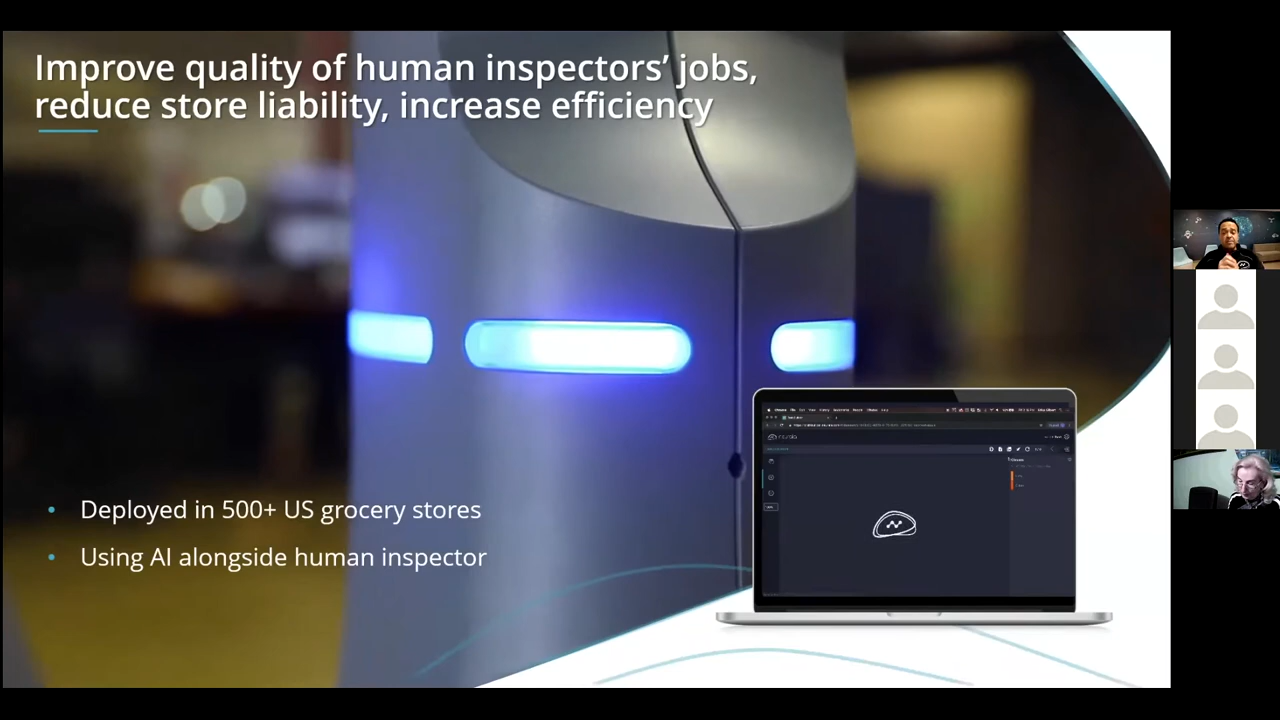 Improve quality of human inspectors’ jobs,
reduce store liability, increase efficiency
• Deployed in 500+ US grocery stores
• Using AI alongside human inspector